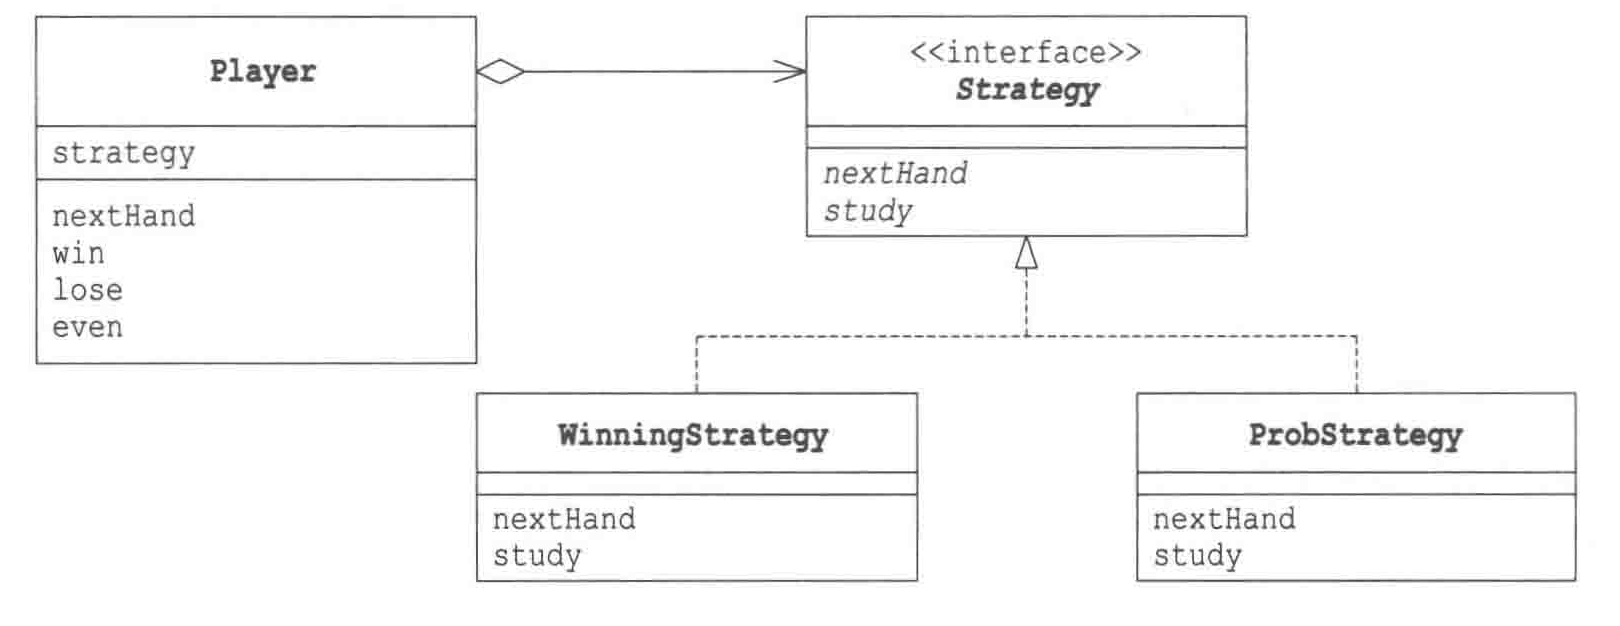 Player
strategy
nextHand
win
lose
even
<<interface>>
Strategy
nextHand
study
WinningStrategy
nextHand
study
ProbStrategy
nextHand
study